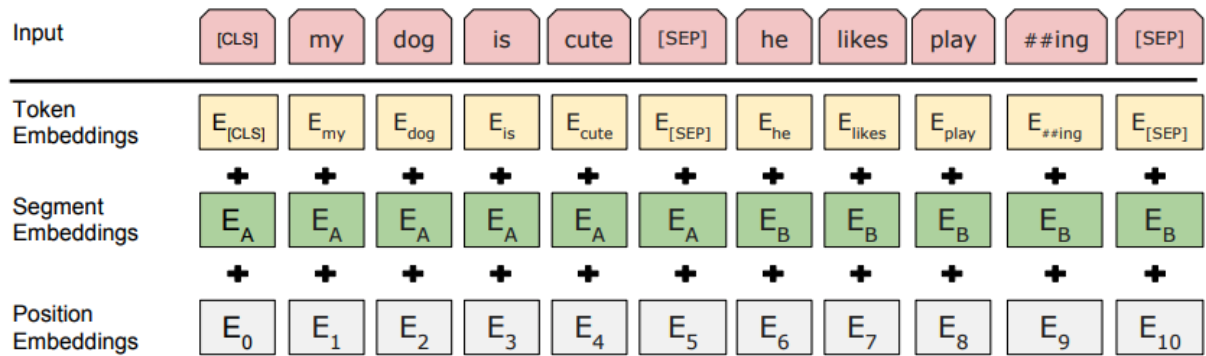 Input [CLS] my dog is cute [SEP] he likes play ##ing [SEP]
Token Embeddings E[CLS] Emy Edog Eis Ecute E[SEP] Ehe Elikes Eplay E##ing E[SEP]
+ + + + + + + + + + +
Segment Embeddings EA EA EA EA EA EA EB EB EB EB EB
+ + + + + + + + + + +
Position Embeddings E0 E1 E2 E3 E4 E5 E6 E7 E8 E9 E10